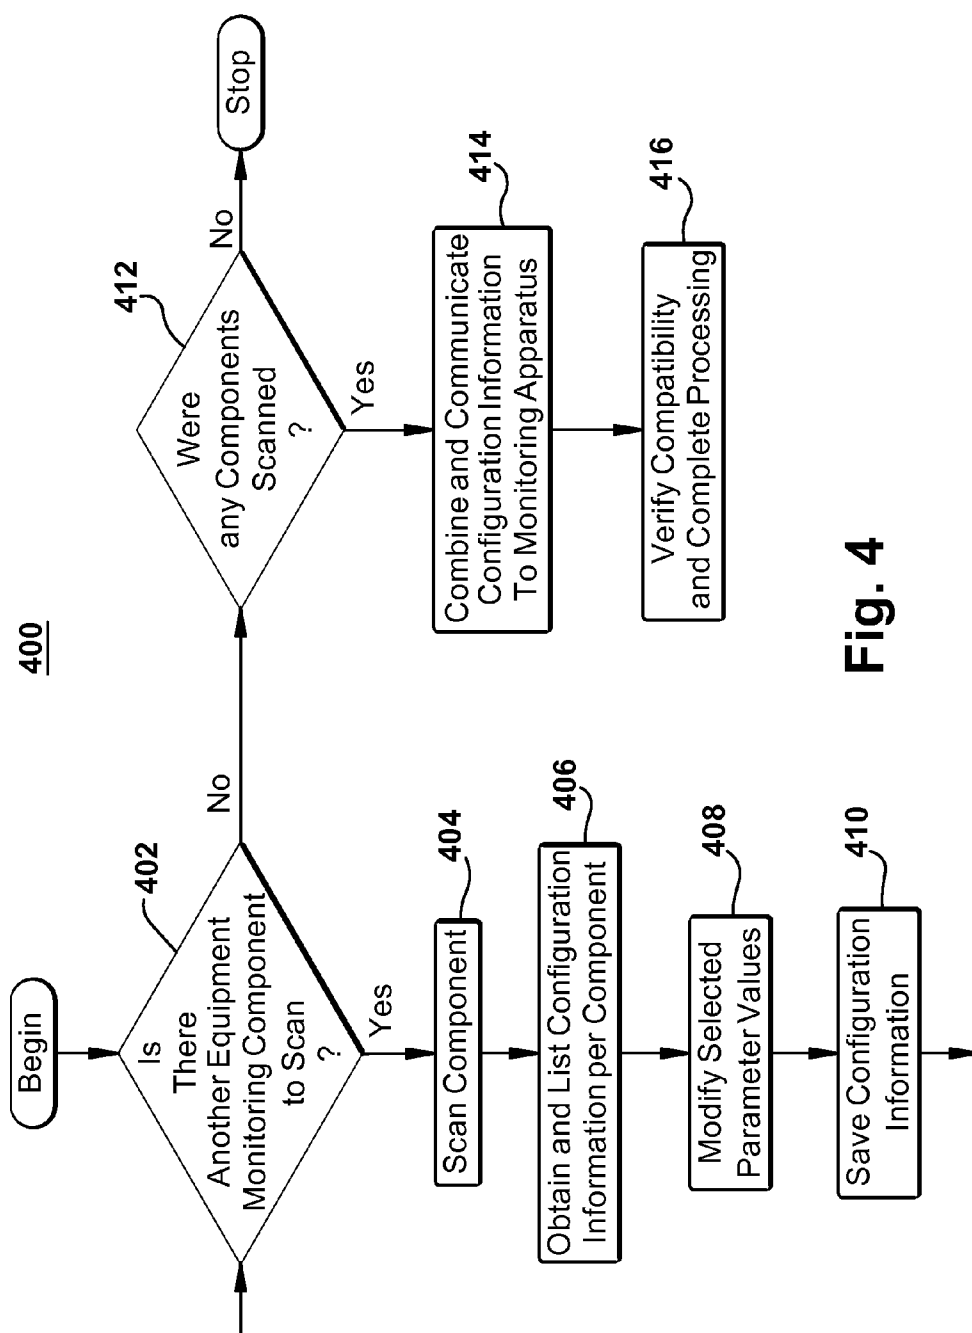 400
Begin
402
Is
There
Another Equipment
Monitoring Component
to Scan
?
No
Yes
404
Scan Component
406
Obtain and List Configuration
Information per Component
408
Modify Selected
Parameter Values
410
Save Configuration
Information
412
Were
any Components
Scanned
?
No
Stop
Yes
414
Combine and Communicate
Configuration Information
To Monitoring Apparatus
416
Verify Compatibility
and Complete Processing
Fig. 4